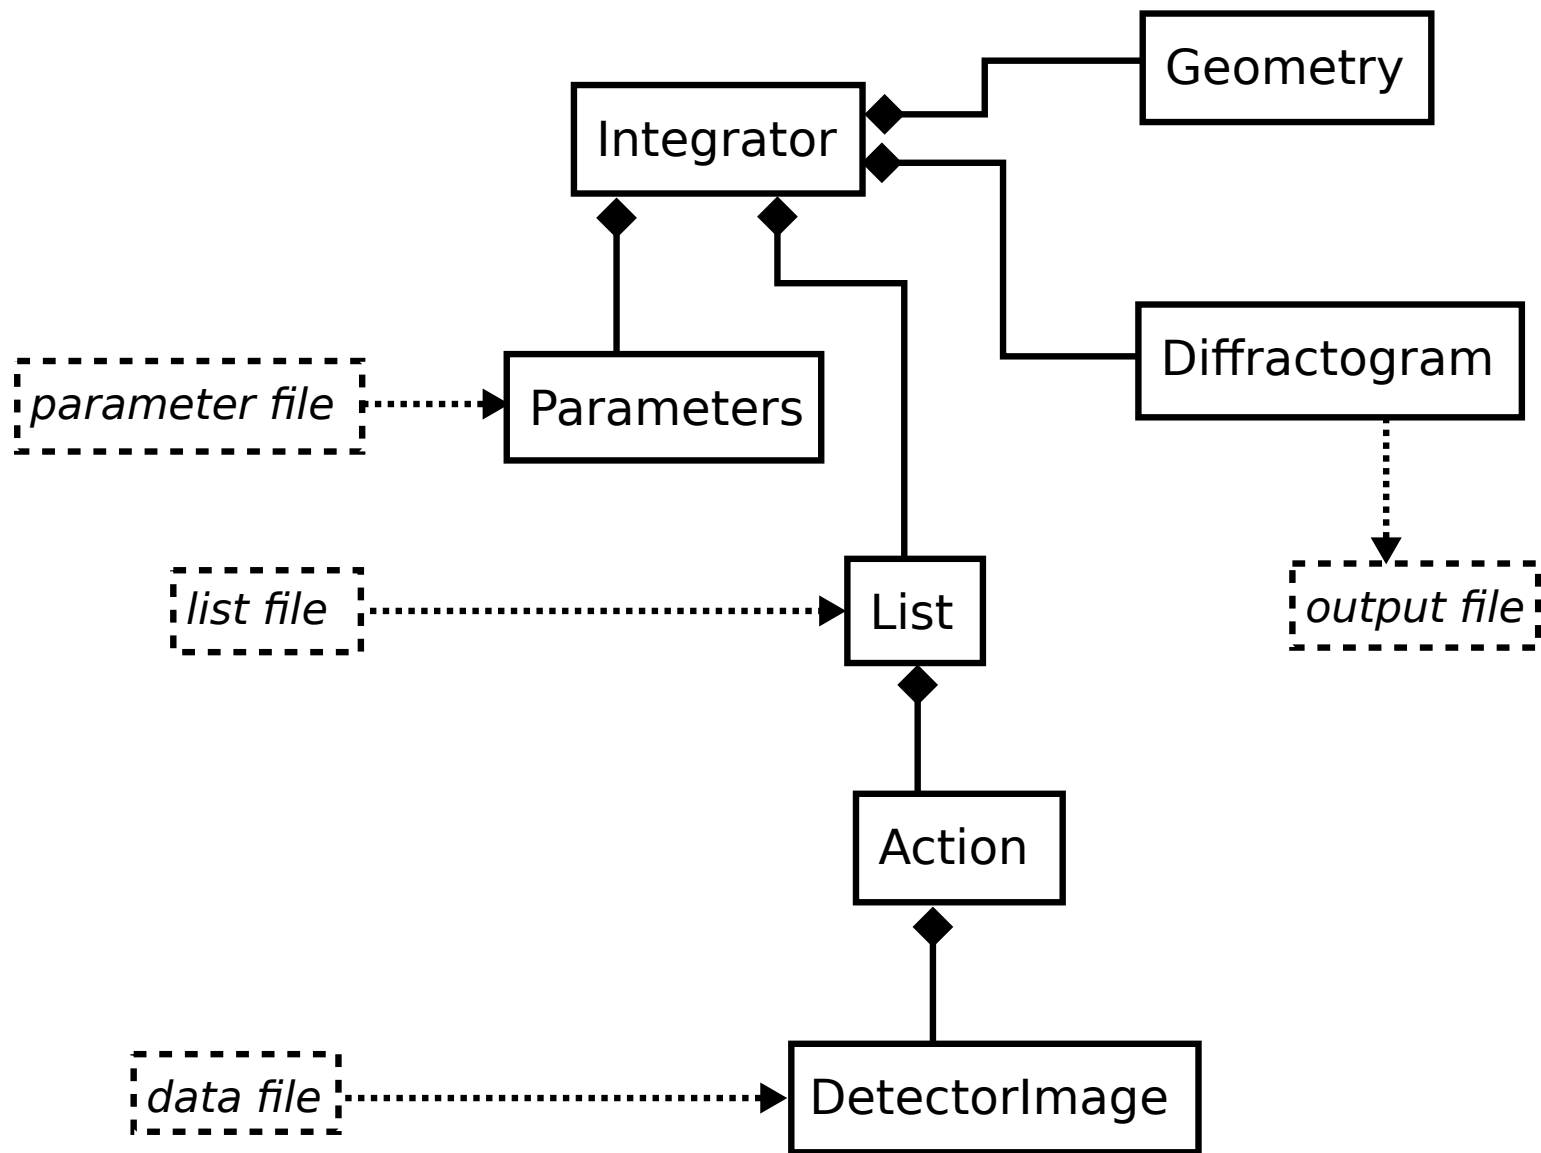 Geometry
Integrator
Diffractogram
parameter file
Parameters
list file
List
output file
Action
data file
DetectorImage